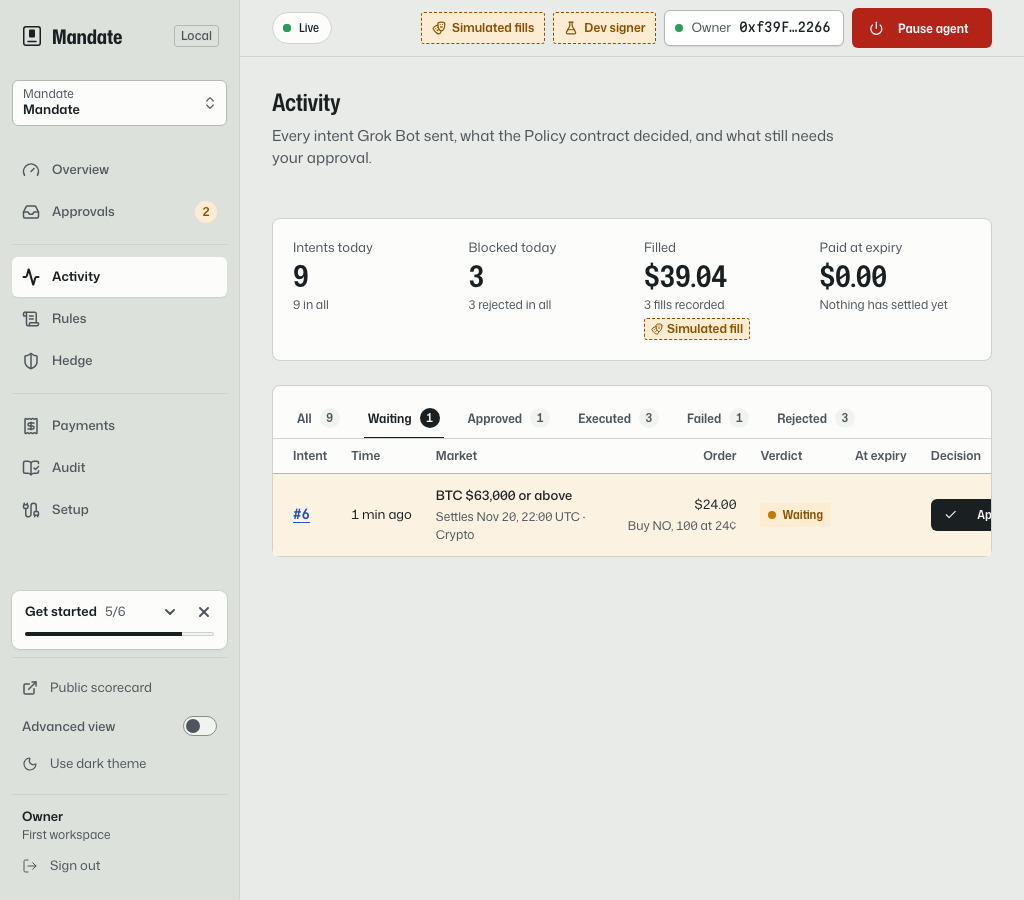 Mandate
Local
Mandate
Mandate
Overview
Approvals 2
Activity
Rules
Hedge
Payments
Audit
Setup
Get started 5/6
Public scorecard
Advanced view
Use dark theme
Owner
First workspace
Sign out
Live
Simulated fills
Dev signer
Owner 0xf39F…2266
Pause agent
Activity
Every intent Grok Bot sent, what the Policy contract decided, and what still needs
your approval.
Intents today
9
9 in all
Blocked today
3
3 rejected in all
Filled
$39.04
3 fills recorded
Simulated fill
Paid at expiry
$0.00
Nothing has settled yet
All 9 Waiting 1 Approved 1 Executed 3 Failed 1 Rejected 3
Intent Time Market Order Verdict At expiry Decision
#6
1 min ago
BTC $63,000 or above
Settles Nov 20, 22:00 UTC ·
Crypto
$24.00
Buy NO, 100 at 24¢
Waiting
Ap